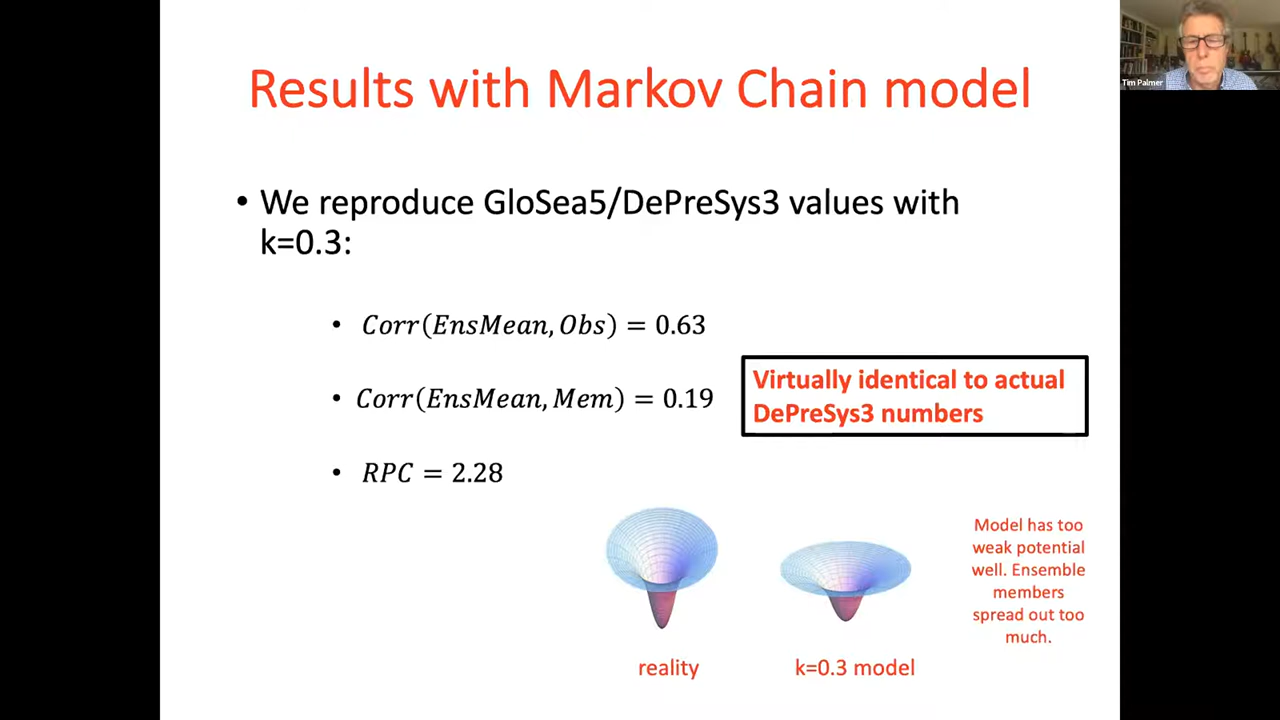 Results with Markov Chain model
Tim Palmer
• We reproduce GloSea5/DePreSys3 values with
k=0.3:
• Corr(EnsMean, Obs) = 0.63
• Corr(EnsMean, Mem) = 0.19
Virtually identical to actual
DePreSys3 numbers
• RPC = 2.28
Model has too
weak potential
well. Ensemble
members
spread out too
much.
reality
k=0.3 model